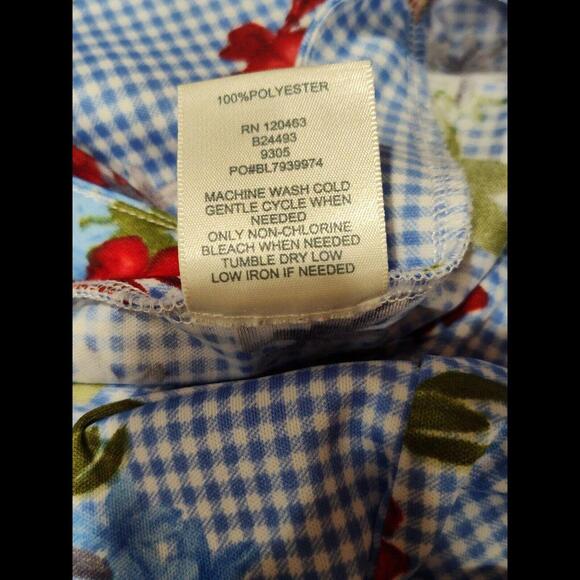 100%POLYESTER
RN 120463
B24493
9305
PO#BL7939974
MACHINE WASH COLD
GENTLE CYCLE WHEN
NEEDED
ONLY NON-CHLORINE
BLEACH WHEN NEEDED
TUMBLE DRY LOW
LOW IRON IF NEEDED